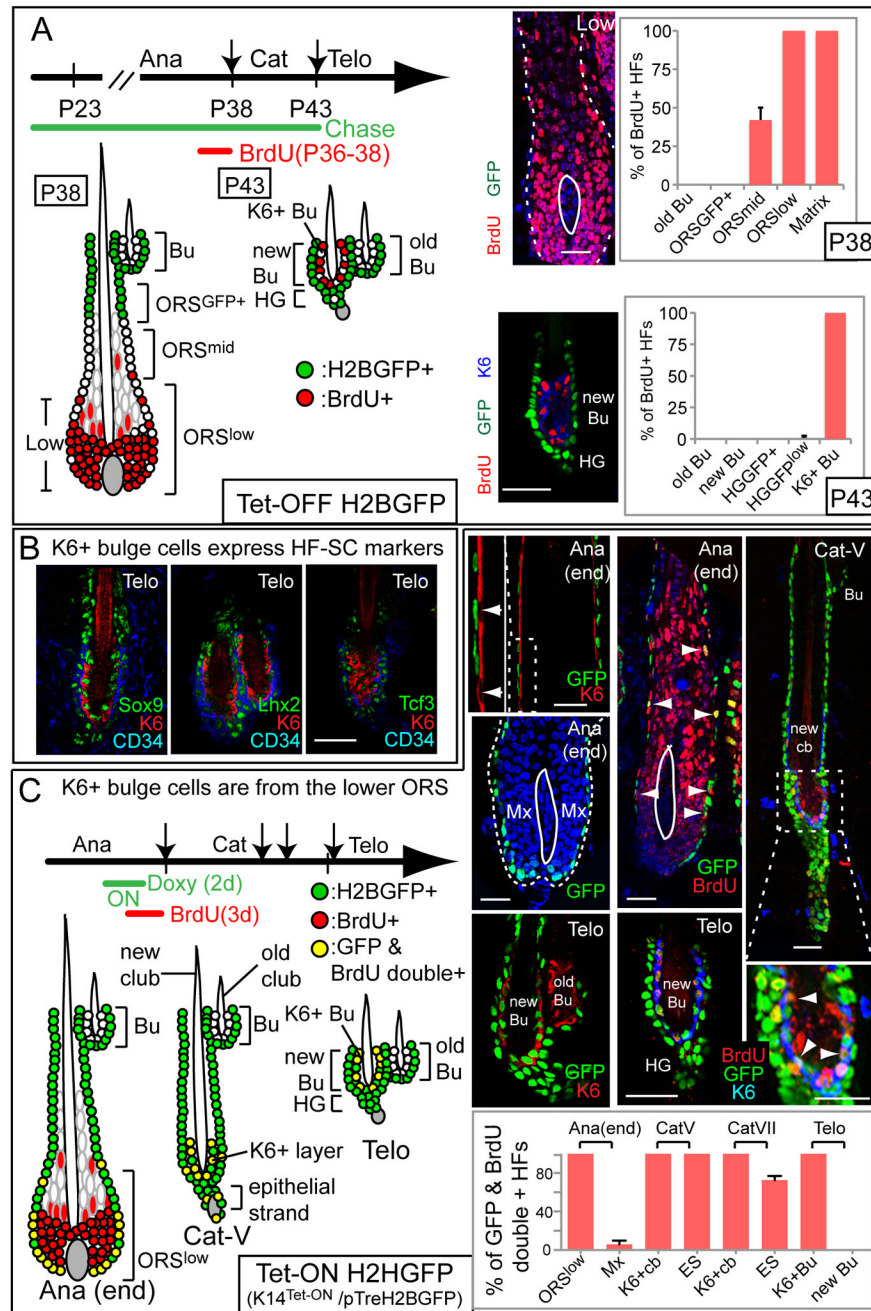 A
Ana
Cat
Telo
P23
P38
P43
Chase
BrdU(P36-38)
P38
P43
K6+ Bu
new
Bu
HG
old
Bu
Bu
ORSGFP+
ORSmid
ORSlow
Low
:H2BGFP+
:BrdU+
Tet-OFF H2BGFP
Low
BrdU GFP
% of BrdU+ HFs
100
75
50
25
0
old Bu
ORSGFP+
ORSmid
ORSlow
Matrix
P38
BrdU GFP K6
new
Bu
HG
% of BrdU+ HFs
100
75
50
25
0
old Bu
new Bu
HGGFP+
HGGFPlow
K6+ Bu
P43
B K6+ bulge cells express HF-SC markers
Telo
Sox9
K6
CD34
Telo
Lhx2
K6
CD34
Telo
Tcf3
K6
CD34
C K6+ bulge cells are from the lower ORS
Ana
Cat
Telo
Doxy (2d)
ON
BrdU(3d)
:H2BGFP+
:BrdU+
:GFP &
BrdU double+
new
club
old
club
Bu
Bu
K6+ Bu
new
Bu
HG
old
Bu
Telo
K6+ layer
epithelial
strand
Cat-V
ORSlow
Ana (end)
Tet-ON H2HGFP
(K14Tet-ON /pTreH2BGFP)
Ana
(end)
GFP
K6
Ana
(end)
Mx
Mx
GFP
Ana
(end)
GFP
BrdU
Cat-V
Bu
new
cb
Telo
new
Bu
old
Bu
GFP
K6
Telo
new
Bu
HG
BrdU
GFP
K6
% of GFP & BrdU
double + HFs
80
40
0
Ana(end)
CatV
CatVII
Telo
ORSlow
Mx
K6+cb
ES
K6+cb
ES
K6+Bu
new Bu